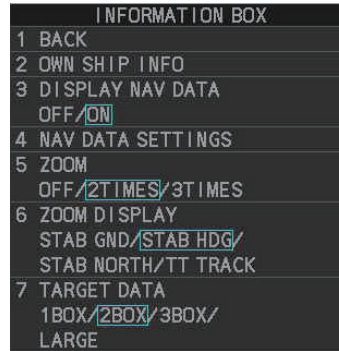 INFORMATION BOX
1 BACK
2 OWN SHIP INFO
3 DISPLAY NAV DATA
OFF/ON
4 NAV DATA SETTINGS
5 ZOOM
OFF/2TIMES/3TIMES
6 ZOOM DISPLAY
STAB GND/STAB HDG/
STAB NORTH/TT TRACK
7 TARGET DATA
1BOX/2BOX/3BOX/
LARGE